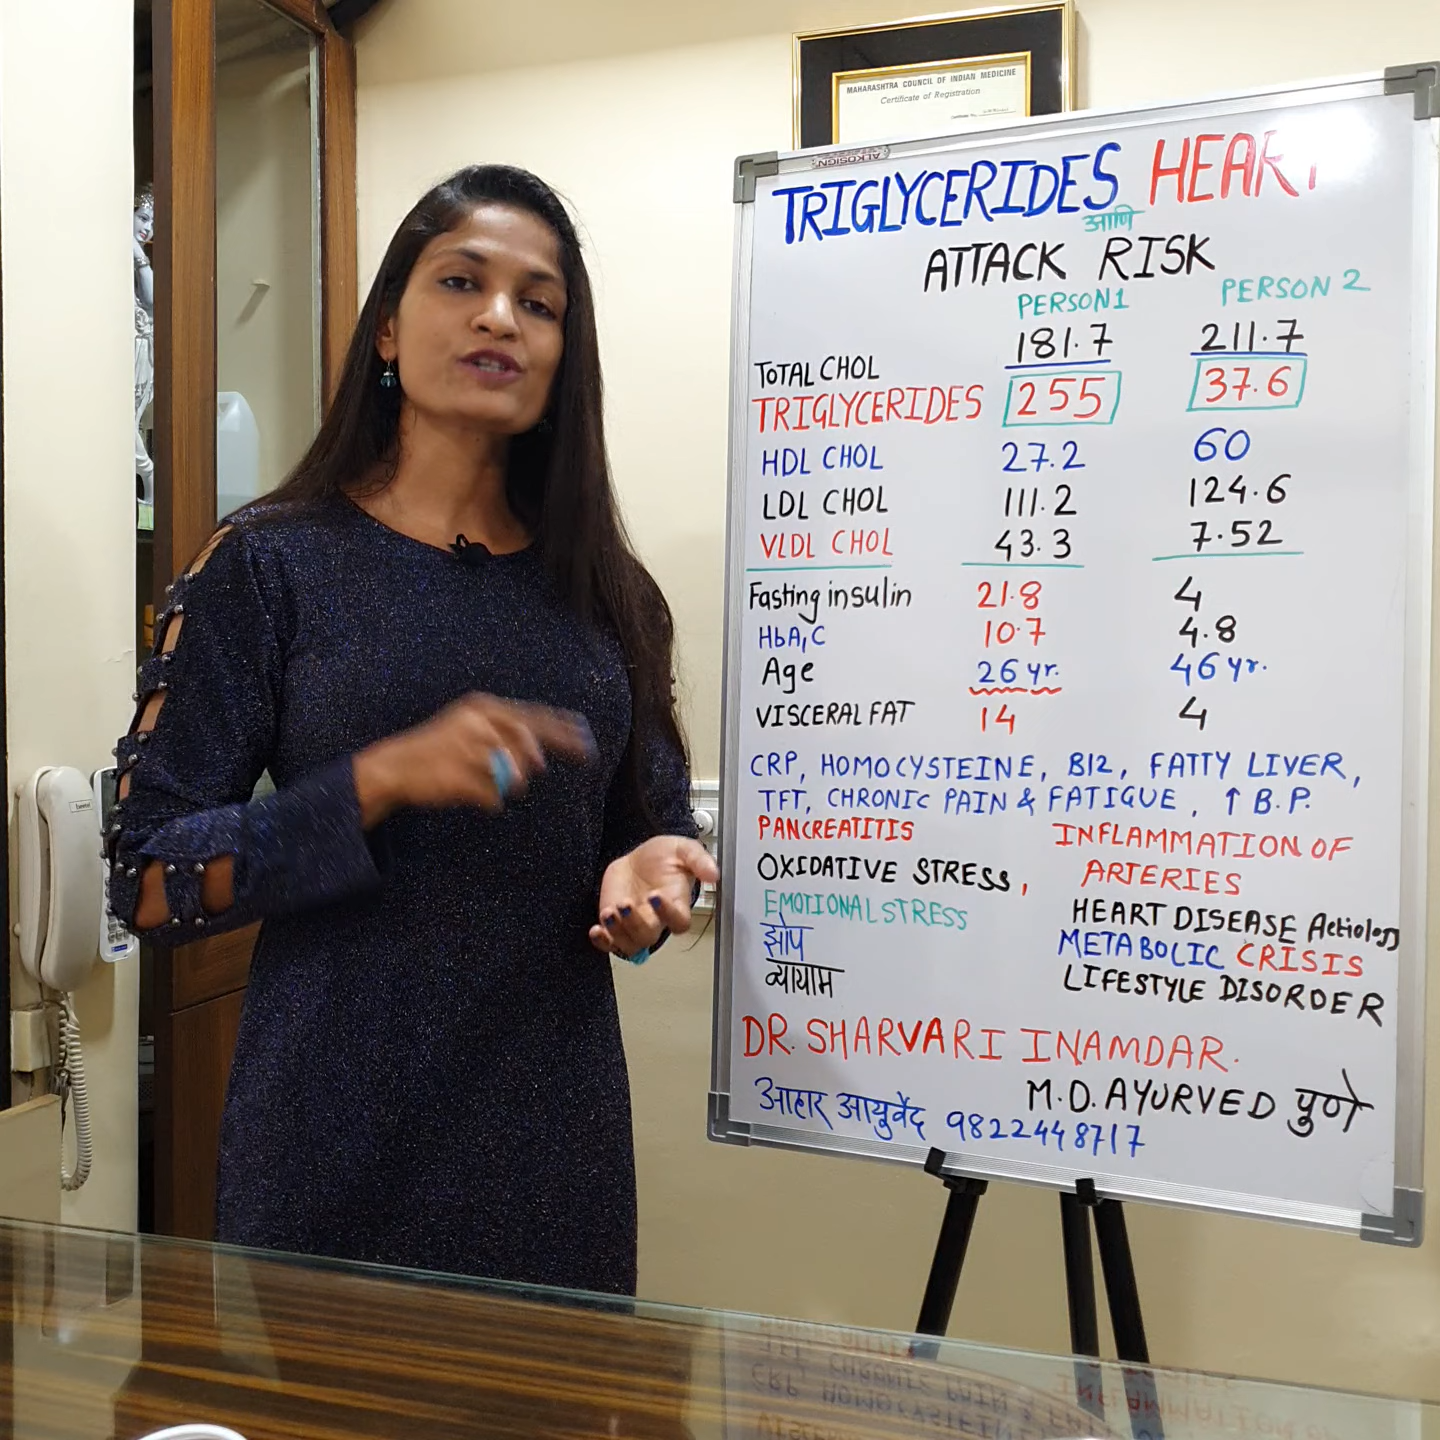 MAHARASHTRA COUNCIL OF INDIAN MEDICINE
Certificate of Registration
ALKOSIGN
TRIGLYCERIDES HEART
आणि
ATTACK RISK
PERSON 1 PERSON 2
TOTAL CHOL 181.7 211.7
TRIGLYCERIDES 255 37.6
HDL CHOL 27.2 60
LDL CHOL 111.2 124.6
VLDL CHOL 43.3 7.52
Fasting insulin 21.8 4
HbA1C 10.7 4.8
Age 26 yr. 46 yr.
VISCERAL FAT 14 4
CRP, HOMOCYSTEINE, B12, FATTY LIVER,
TFT, CHRONIC PAIN & FATIGUE, ↑ B.P.
PANCREATITIS
OXIDATIVE STRESS,
EMOTIONAL STRESS
झोप
व्यायाम
INFLAMMATION OF
ARTERIES
HEART DISEASE Aetiology
METABOLIC CRISIS
LIFESTYLE DISORDER
DR. SHARVARI INAMDAR.
M.D. AYURVED पुणे
आहार आयुर्वेद 9822448717